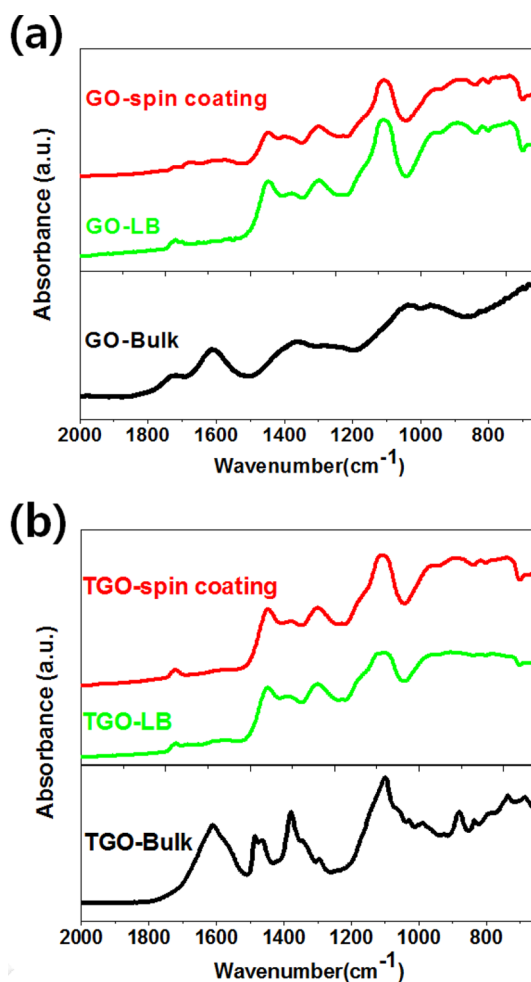 (a)
Absorbance (a.u.)
GO-spin coating
GO-LB
GO-Bulk
2000 1800 1600 1400 1200 1000 800
Wavenumber(cm⁻¹)
(b)
Absorbance (a.u.)
TGO-spin coating
TGO-LB
TGO-Bulk
2000 1800 1600 1400 1200 1000 800
Wavenumber(cm⁻¹)